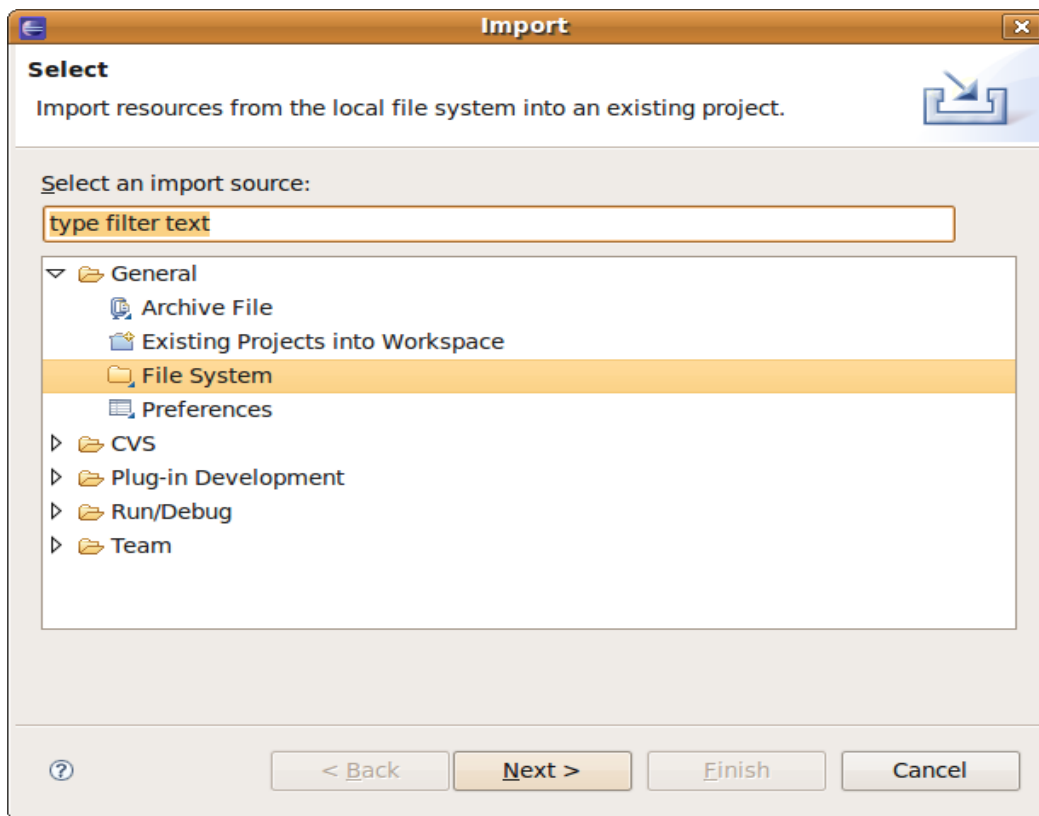 Import
Select
Import resources from the local file system into an existing project.
Select an import source:
type filter text
General
Archive File
Existing Projects into Workspace
File System
Preferences
CVS
Plug-in Development
Run/Debug
Team
< Back Next > Finish Cancel